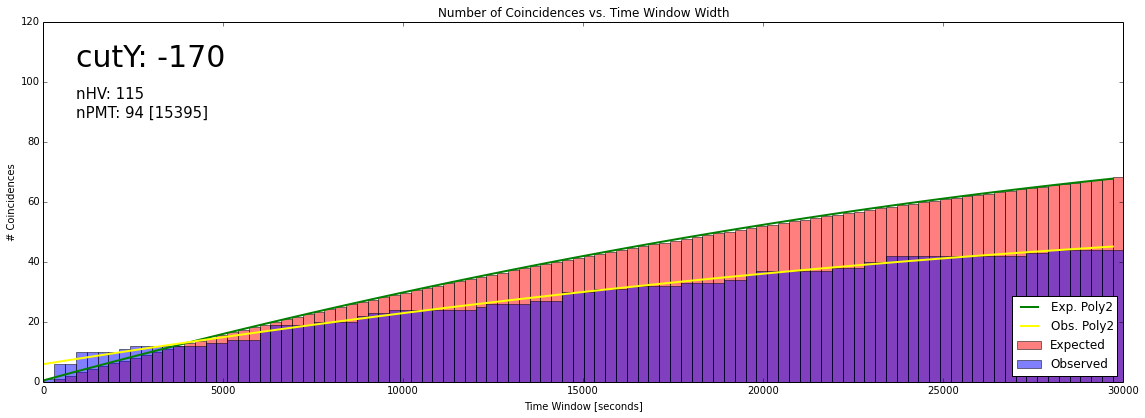 Number of Coincidences vs. Time Window Width
120
100
80
60
40
20
0
# Coincidences
cutY: -170
nHV: 115
nPMT: 94 [15395]
Exp. Poly2
Obs. Poly2
Expected
Observed
0
5000
10000
15000
20000
25000
30000
Time Window [seconds]